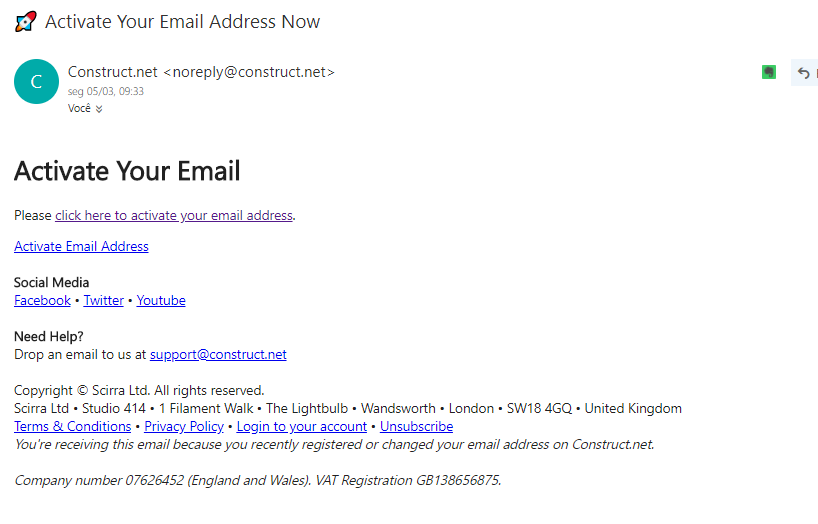 🚀 Activate Your Email Address Now
C
Construct.net <noreply@construct.net>
seg 05/03, 09:33
Você
Activate Your Email
Please click here to activate your email address.
Activate Email Address
Social Media
Facebook • Twitter • Youtube
Need Help?
Drop an email to us at support@construct.net
Copyright © Scirra Ltd. All rights reserved.
Scirra Ltd • Studio 414 • 1 Filament Walk • The Lightbulb • Wandsworth • London • SW18 4GQ • United Kingdom
Terms & Conditions • Privacy Policy • Login to your account • Unsubscribe
You're receiving this email because you recently registered or changed your email address on Construct.net.
Company number 07626452 (England and Wales). VAT Registration GB138656875.